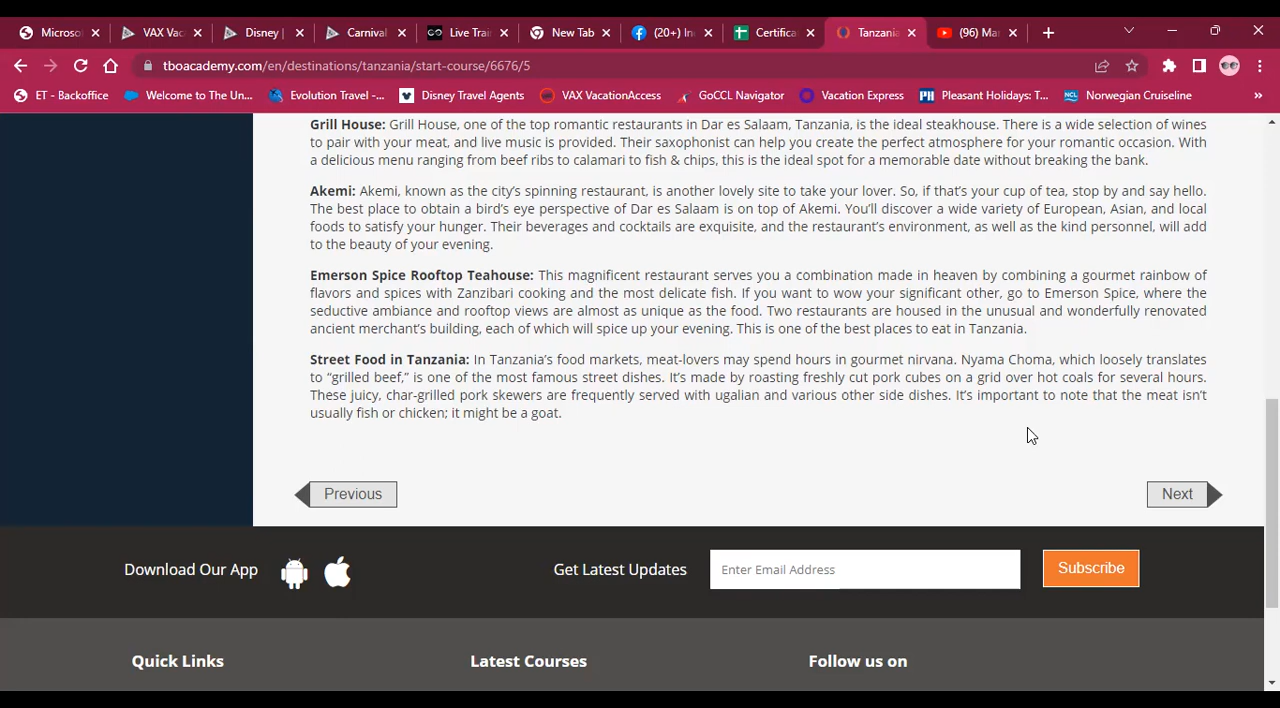 Microso
VAX Vac
Disney |
Carnival
Live Trai
New Tab
(20+) In
Certifica
Tanzania
(96) Ma
tboacademy.com/en/destinations/tanzania/start-course/6676/5
ET - Backoffice
Welcome to The Un...
Evolution Travel -...
Disney Travel Agents
VAX VacationAccess
GoCCL Navigator
Vacation Express
Pleasant Holidays: T...
Norwegian Cruiseline
»
Grill House: Grill House, one of the top romantic restaurants in Dar es Salaam, Tanzania, is the ideal steakhouse. There is a wide selection of wines
to pair with your meat, and live music is provided. Their saxophonist can help you create the perfect atmosphere for your romantic occasion. With
a delicious menu ranging from beef ribs to calamari to fish & chips, this is the ideal spot for a memorable date without breaking the bank.
Akemi: Akemi, known as the city's spinning restaurant, is another lovely site to take your lover. So, if that's your cup of tea, stop by and say hello.
The best place to obtain a bird's eye perspective of Dar es Salaam is on top of Akemi. You'll discover a wide variety of European, Asian, and local
foods to satisfy your hunger. Their beverages and cocktails are exquisite, and the restaurant's environment, as well as the kind personnel, will add
to the beauty of your evening.
Emerson Spice Rooftop Teahouse: This magnificent restaurant serves you a combination made in heaven by combining a gourmet rainbow of
flavors and spices with Zanzibari cooking and the most delicate fish. If you want to wow your significant other, go to Emerson Spice, where the
seductive ambiance and rooftop views are almost as unique as the food. Two restaurants are housed in the unusual and wonderfully renovated
ancient merchant's building, each of which will spice up your evening. This is one of the best places to eat in Tanzania.
Street Food in Tanzania: In Tanzania's food markets, meat-lovers may spend hours in gourmet nirvana. Nyama Choma, which loosely translates
to "grilled beef," is one of the most famous street dishes. It's made by roasting freshly cut pork cubes on a grid over hot coals for several hours.
These juicy, char-grilled pork skewers are frequently served with ugalian and various other side dishes. It's important to note that the meat isn't
usually fish or chicken; it might be a goat.
Previous
Next
Download Our App
Get Latest Updates
Enter Email Address
Subscribe
Quick Links
Latest Courses
Follow us on